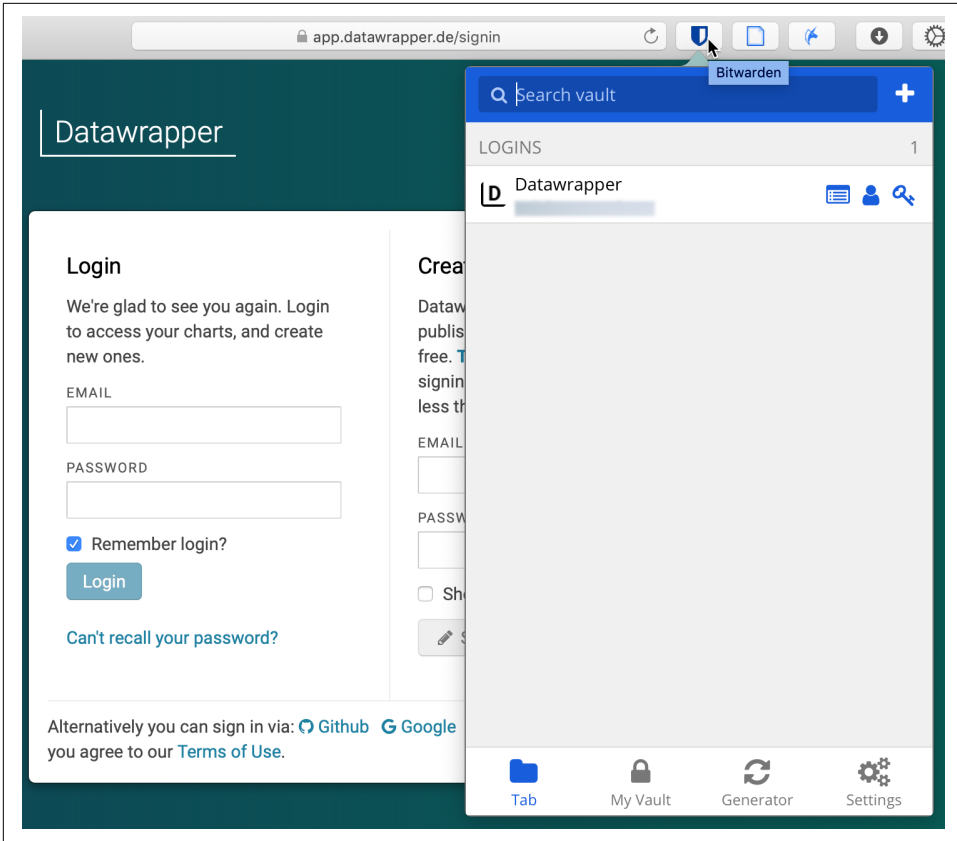 app.datawrapper.de/signin
Bitwarden
Search vault
LOGINS 1
Datawrapper
D Datawrapper
Login
We're glad to see you again. Login
to access your charts, and create
new ones.
EMAIL
PASSWORD
Remember login?
Login
Can't recall your password?
Crea
Dataw
publis
free. T
signin
less th
EMAIL
PASSW
Sho
S
Alternatively you can sign in via: Github G Google
you agree to our Terms of Use.
Tab My Vault Generator Settings